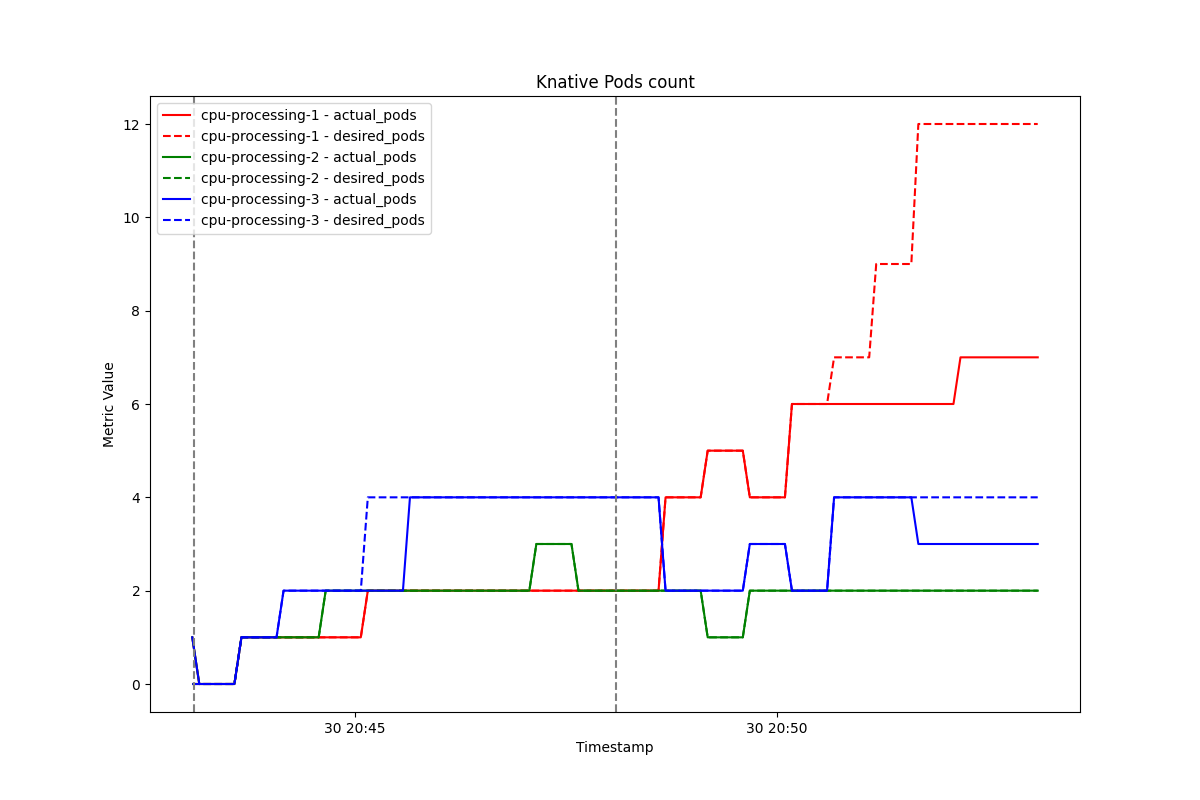 Knative Pods count
cpu-processing-1 - actual_pods
cpu-processing-1 - desired_pods
cpu-processing-2 - actual_pods
cpu-processing-2 - desired_pods
cpu-processing-3 - actual_pods
cpu-processing-3 - desired_pods
12
10
8
6
4
2
0
Metric Value
30 20:45
30 20:50
Timestamp